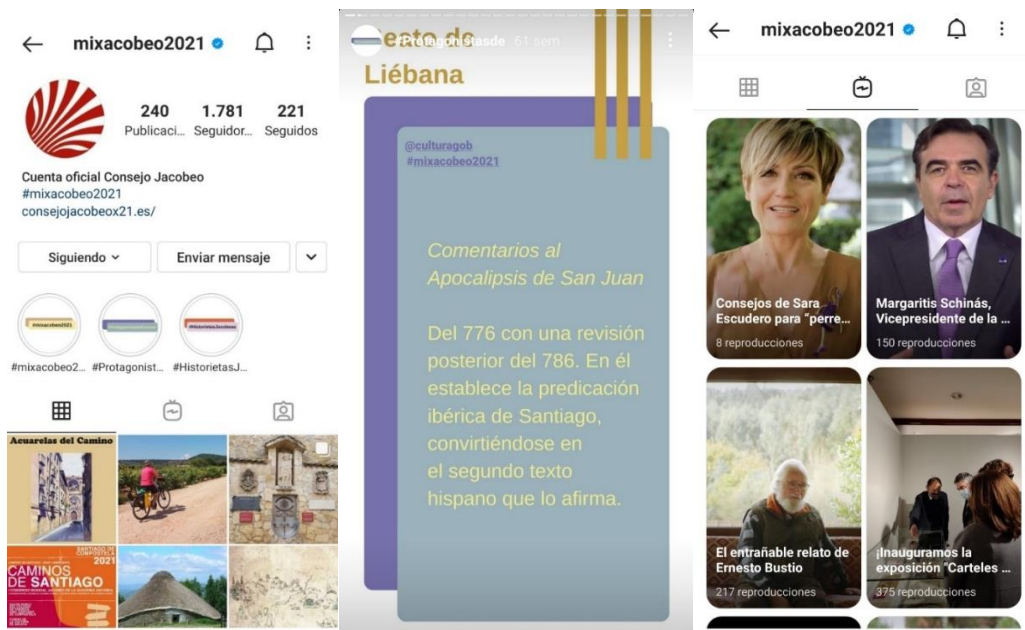 mixacobeo2021
240
1.781
221
Publicaci... Seguidor... Seguidos
Cuenta oficial Consejo Jacobeo
#mixacobeo2021
consejojacobeox21.es/
Siguiendo
Enviar mensaje
#mixacobeo2... #Protagonist... #HistorietasJ...
Acuarelas del Camino
SANTIAGO DE
COMPOSTELA
2021
CAMINOS
DE SANTIAGO
#Protagonistasde 61 sem
Liébana
@culturagob
#mixacobeo2021
Comentarios al
Apocalipsis de San Juan
Del 776 con una revisión
posterior del 786. En él
establece la predicación
ibérica de Santiago,
convirtiéndose en
el segundo texto
hispano que lo afirma.
mixacobeo2021
Consejos de Sara
Escudero para “perre...
8 reproducciones
Margaritis Schinás,
Vicepresidente de la ...
150 reproducciones
El entrañable relato de
Ernesto Bustio
217 reproducciones
¡Inauguramos la
exposición “Carteles ...
375 reproducciones